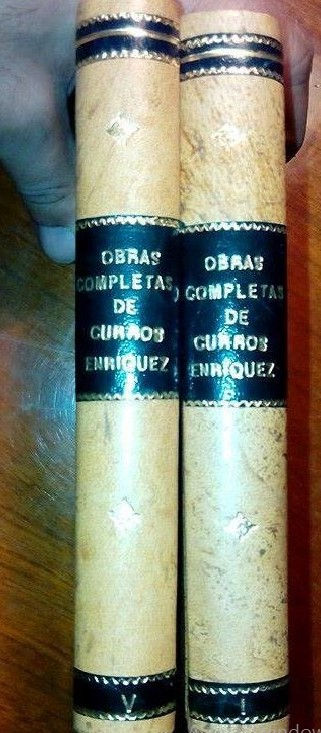 OBRAS
COMPLETAS
DE
CURROS
ENRIQUEZ
V
OBRAS
COMPLETAS
DE
CURROS
ENRIQUEZ
I